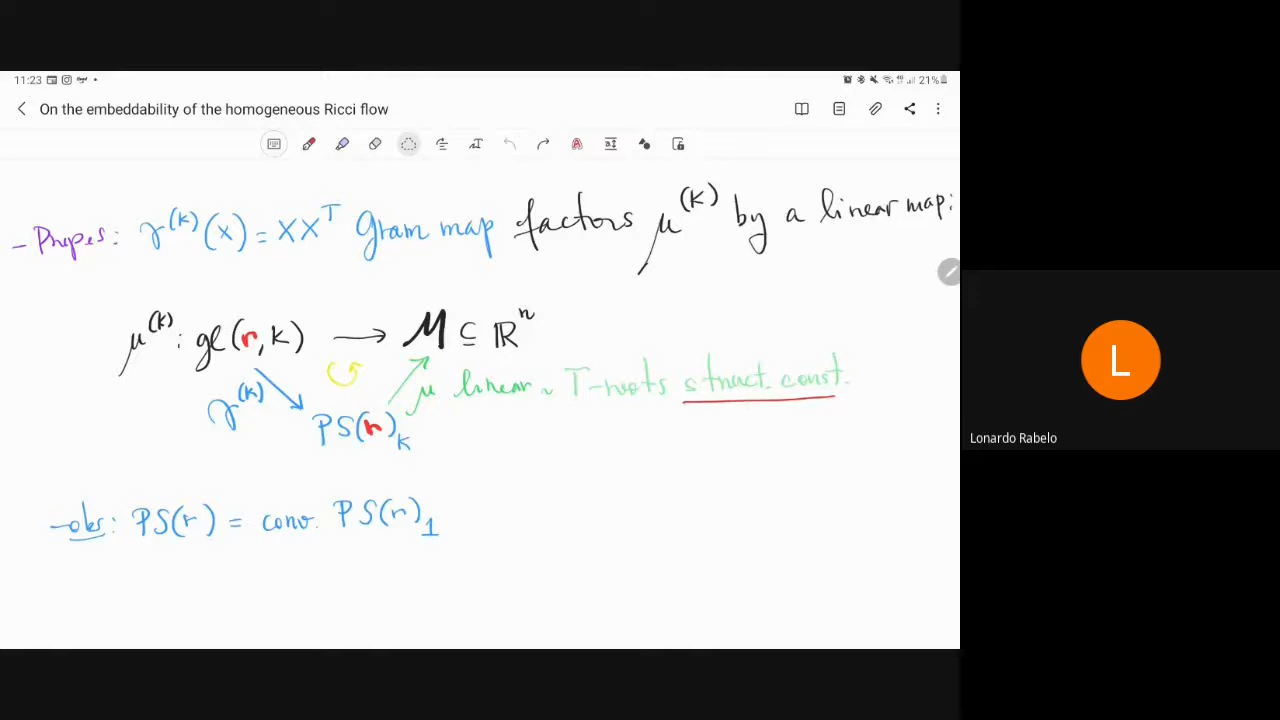 11:23
21%
On the embeddability of the homogeneous Ricci flow
- Propos: γ^(k)(x) = XX^T Gram map factors μ^(k) by a linear map:
μ^(k): gl(r,k) ⟶ M ⊆ ℝ^n
γ^(k) μ linear ~ T-roots struct. const.
PS(r)_k
- obs: PS(r) = conv. PS(r)_1
L
Lonardo Rabelo